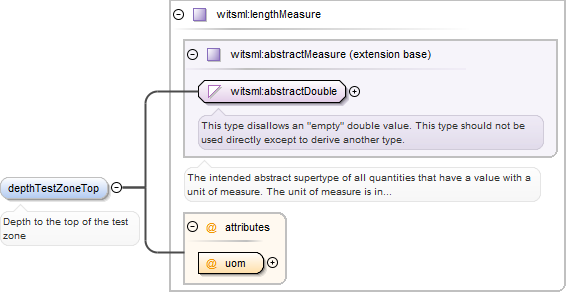 witsml:lengthMeasure
witsml:abstractMeasure (extension base)
witsml:abstractDouble
This type disallows an "empty" double value. This type should not be
used directly except to derive another type.
The intended abstract supertype of all quantities that have a value with a
unit of measure. The unit of measure is in...
depthTestZoneTop
Depth to the top of the test
zone
@ attributes
@ uom